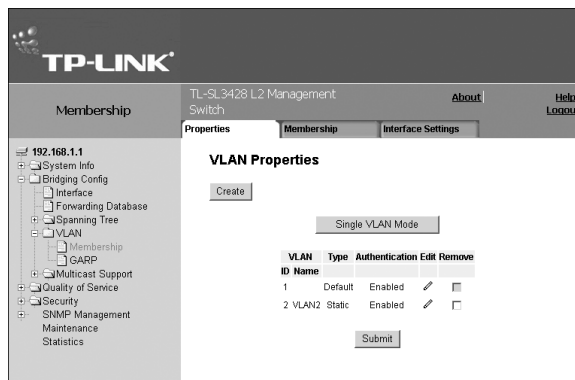 TP-LINK
Membership
TL-SL3428 L2 Management Switch
About
Help
Logou
Properties
Membership
Interface Settings
192.168.1.1
System Info
Bridging Config
Interface
Forwarding Database
Spanning Tree
VLAN
Membership
GARP
Multicast Support
Quality of Service
Security
SNMP Management
Maintenance
Statistics
VLAN Properties
Create
Single VLAN Mode
VLAN Type Authentication Edit Remove
ID Name
1 Default Enabled
2 VLAN2 Static Enabled
Submit